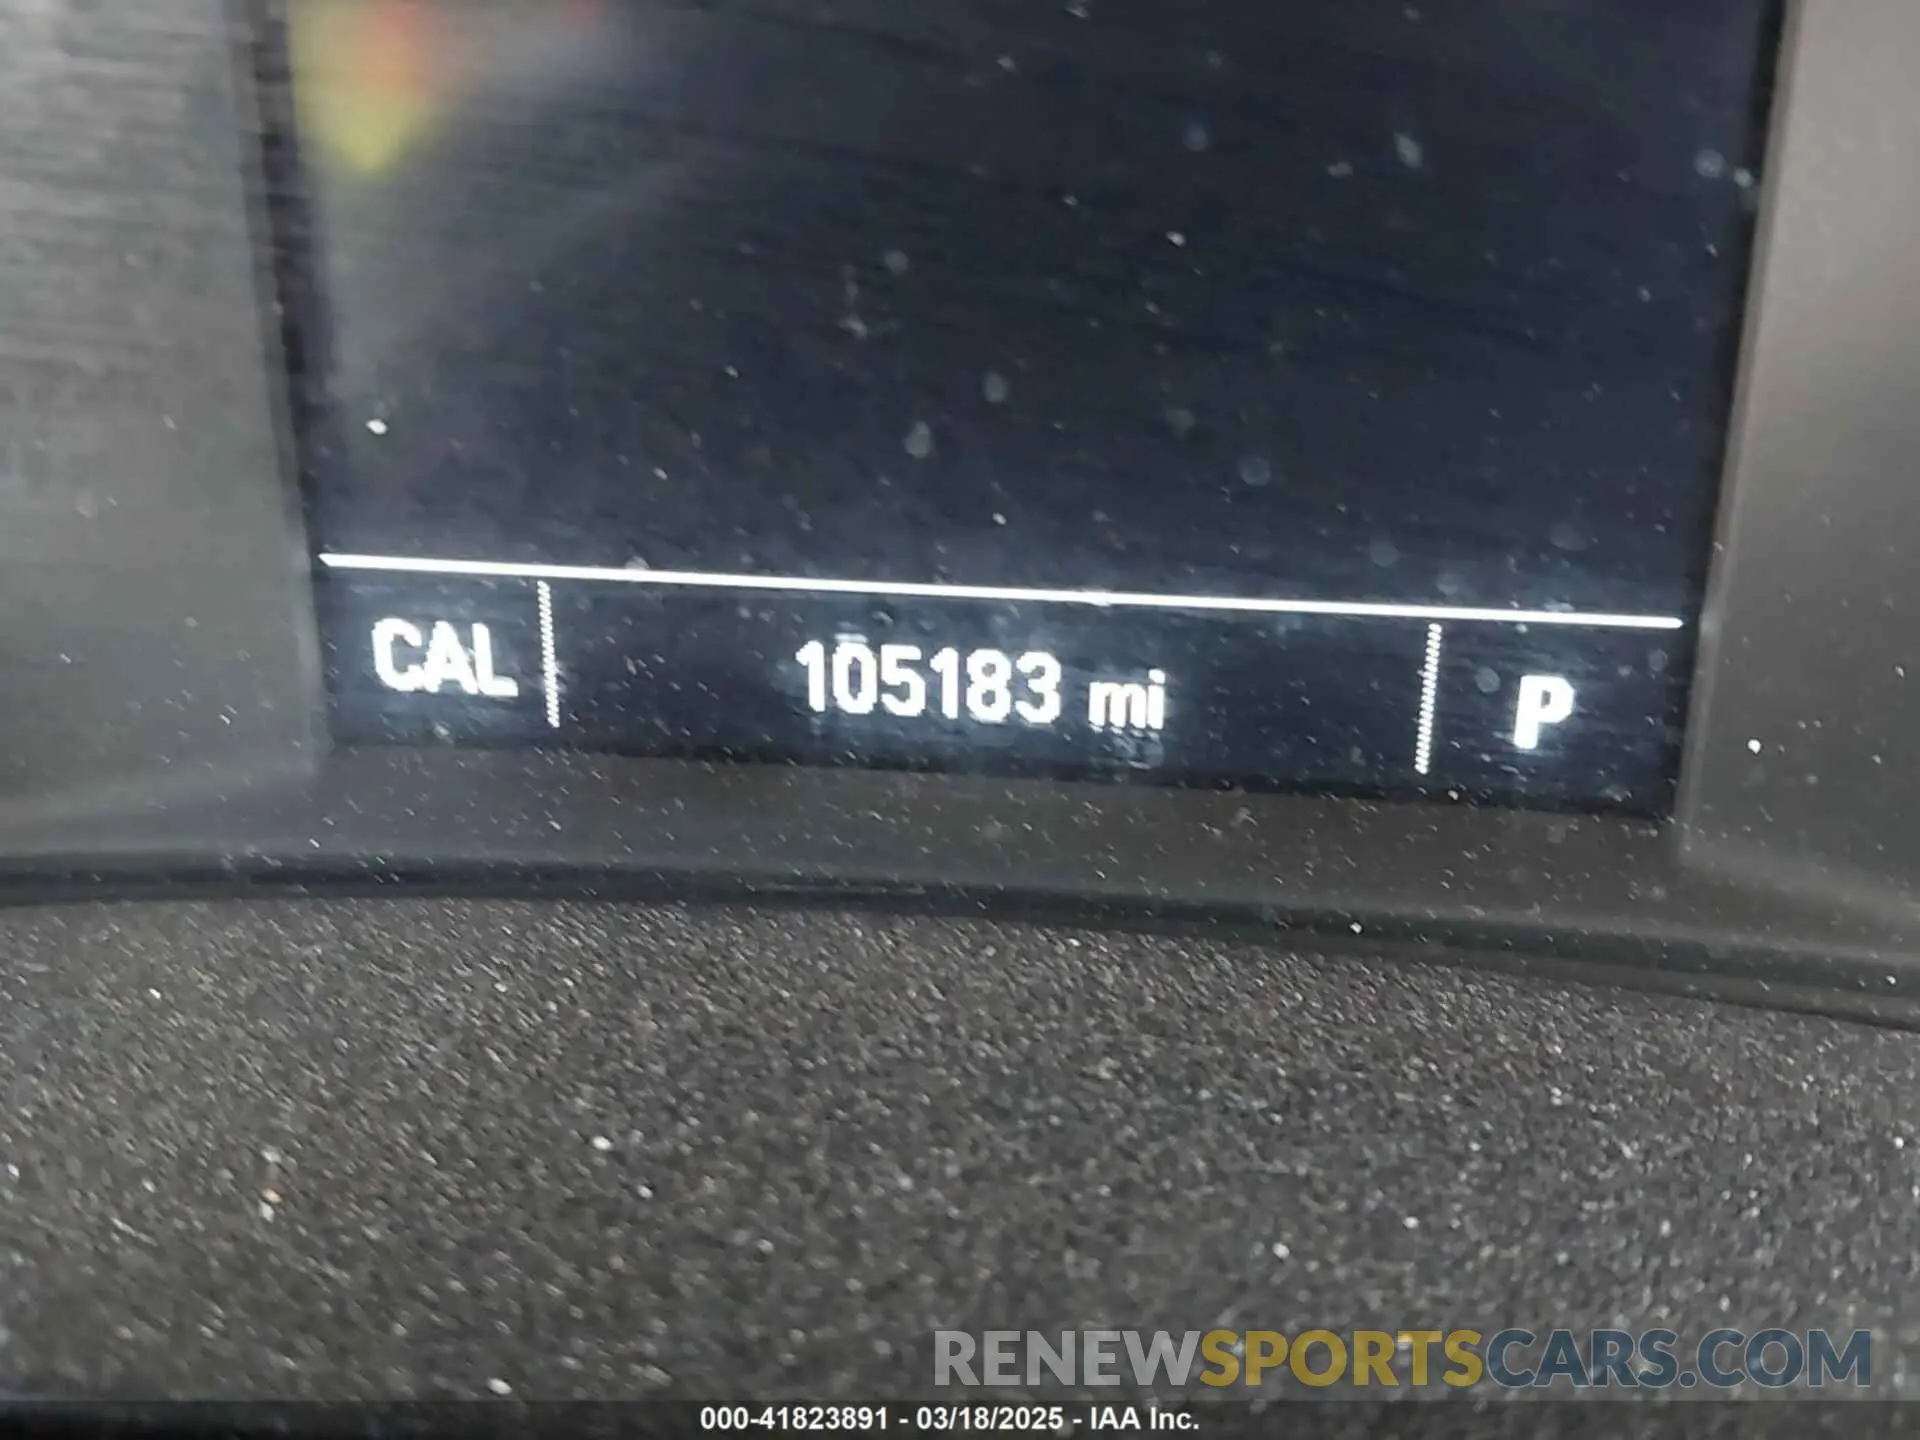 CAL 105183 mi P
RENEWSPORTSCARS.COM
000-41823891 - 03/18/2025 - IAA Inc.